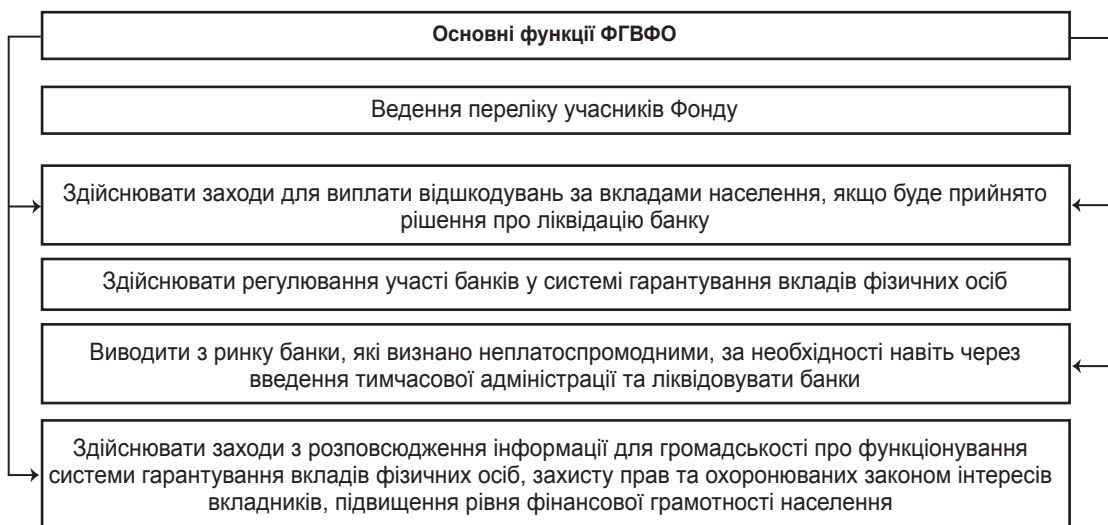 Основні функції ФГВФО
Ведення переліку учасників Фонду
Здійснювати заходи для виплати відшкодувань за вкладами населення, якщо буде прийнято
рішення про ліквідацію банку
Здійснювати регулювання участі банків у системі гарантування вкладів фізичних осіб
Виводити з ринку банки, які визнано неплатоспромодними, за необхідності навіть через
введення тимчасової адміністрації та ліквідовувати банки
Здійснювати заходи з розповсюдження інформації для громадськості про функціонування
системи гарантування вкладів фізичних осіб, захисту прав та охоронюваних законом інтересів
вкладників, підвищення рівня фінансової грамотності населення